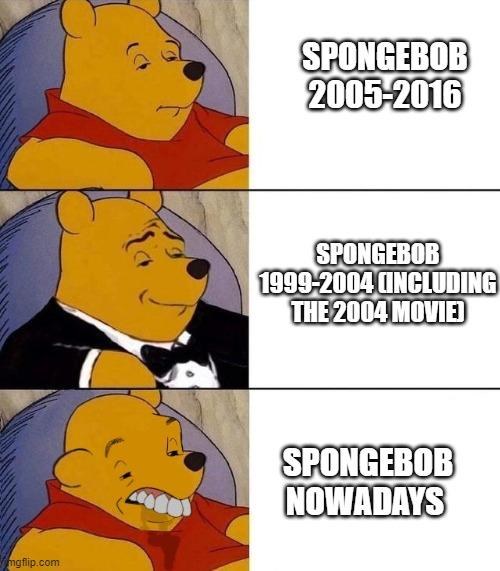 SPONGEBOB
2005-2016
SPONGEBOB
1999-2004 (INCLUDING
THE 2004 MOVIE)
SPONGEBOB
NOWADAYS
imgflip.com